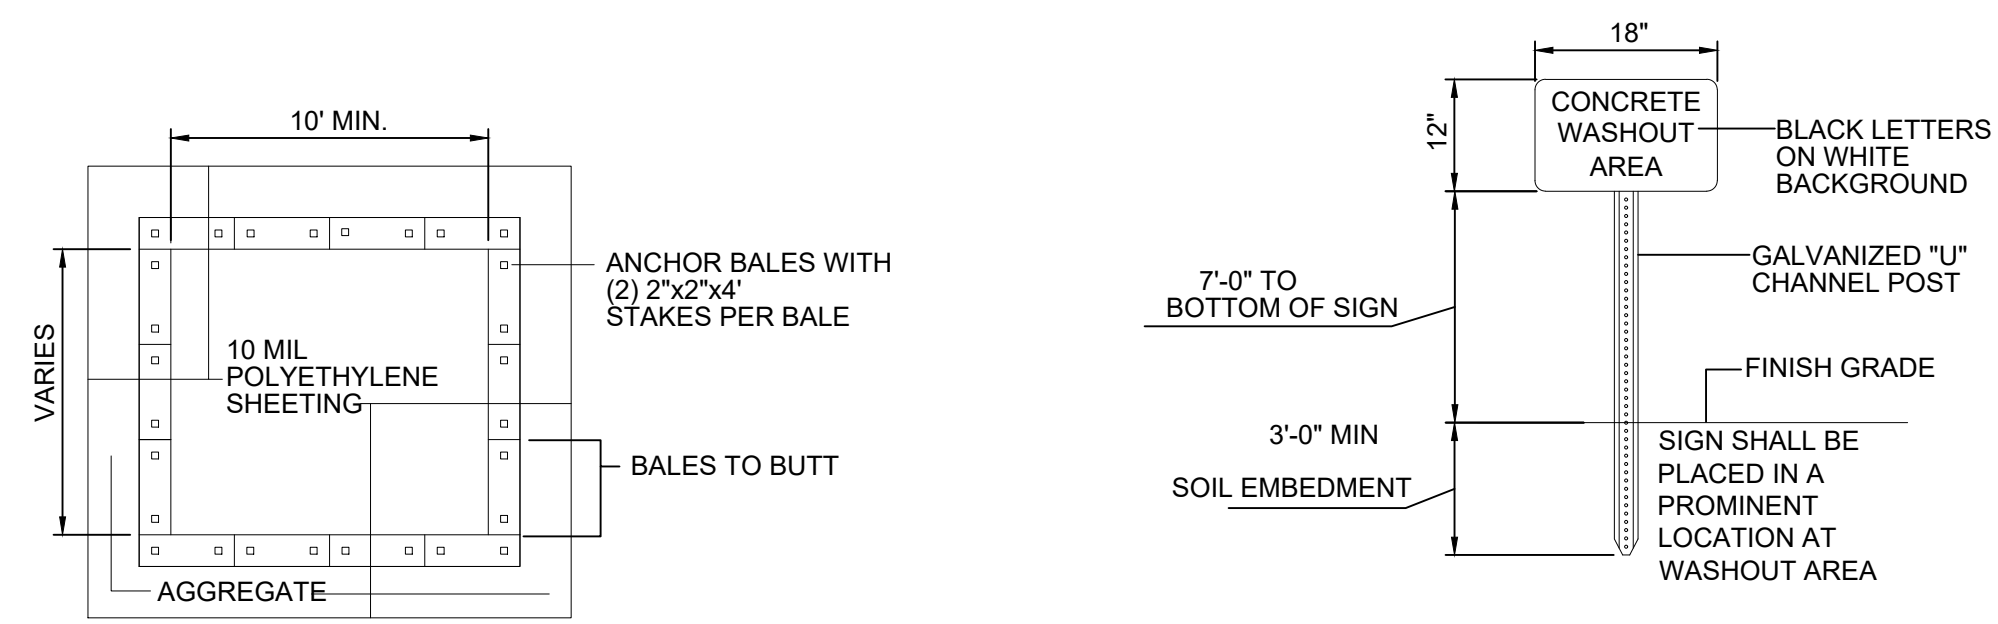 10' MIN.
VARIES
ANCHOR BALES WITH
(2) 2"x2"x4'
STAKES PER BALE
10 MIL
POLYETHYLENE
SHEETING
BALES TO BUTT
AGGREGATE
18"
12"
CONCRETE
WASHOUT
AREA
BLACK LETTERS
ON WHITE
BACKGROUND
GALVANIZED "U"
CHANNEL POST
7'-0" TO
BOTTOM OF SIGN
FINISH GRADE
3'-0" MIN
SOIL EMBEDMENT
SIGN SHALL BE
PLACED IN A
PROMINENT
LOCATION AT
WASHOUT AREA